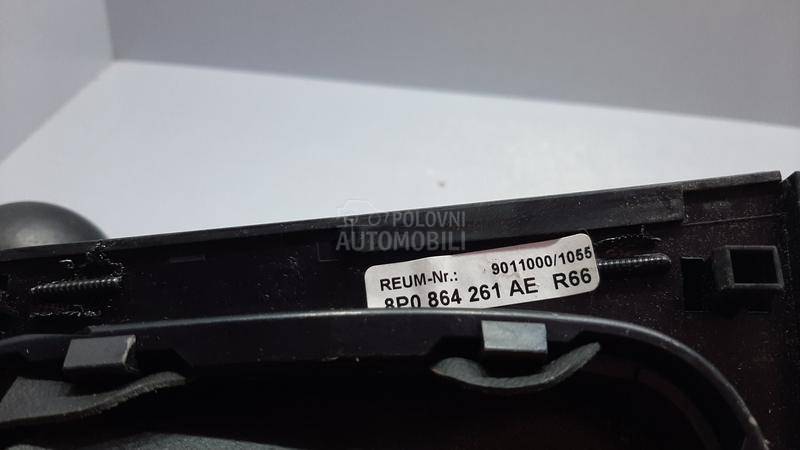 POLOVNI
AUTOMOBILI
REUM-Nr.: 9011000/1055
8P0 864 261 AE R66